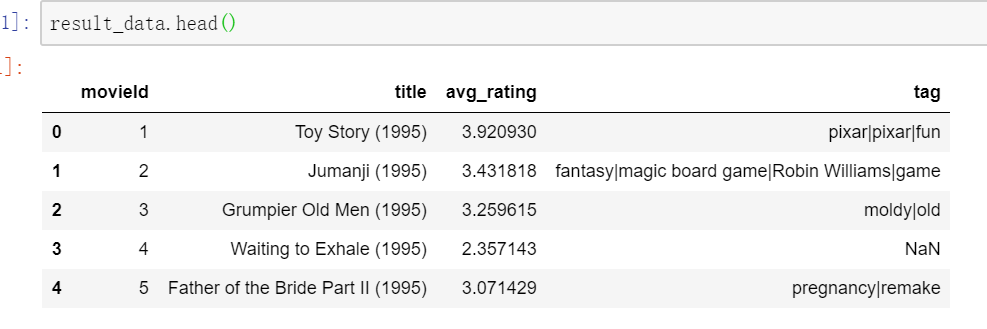 1]: result_data.head()
]:
movieId title avg_rating tag
0 1 Toy Story (1995) 3.920930 pixar|pixar|fun
1 2 Jumanji (1995) 3.431818 fantasy|magic board game|Robin Williams|game
2 3 Grumpier Old Men (1995) 3.259615 moldy|old
3 4 Waiting to Exhale (1995) 2.357143 NaN
4 5 Father of the Bride Part II (1995) 3.071429 pregnancy|remake